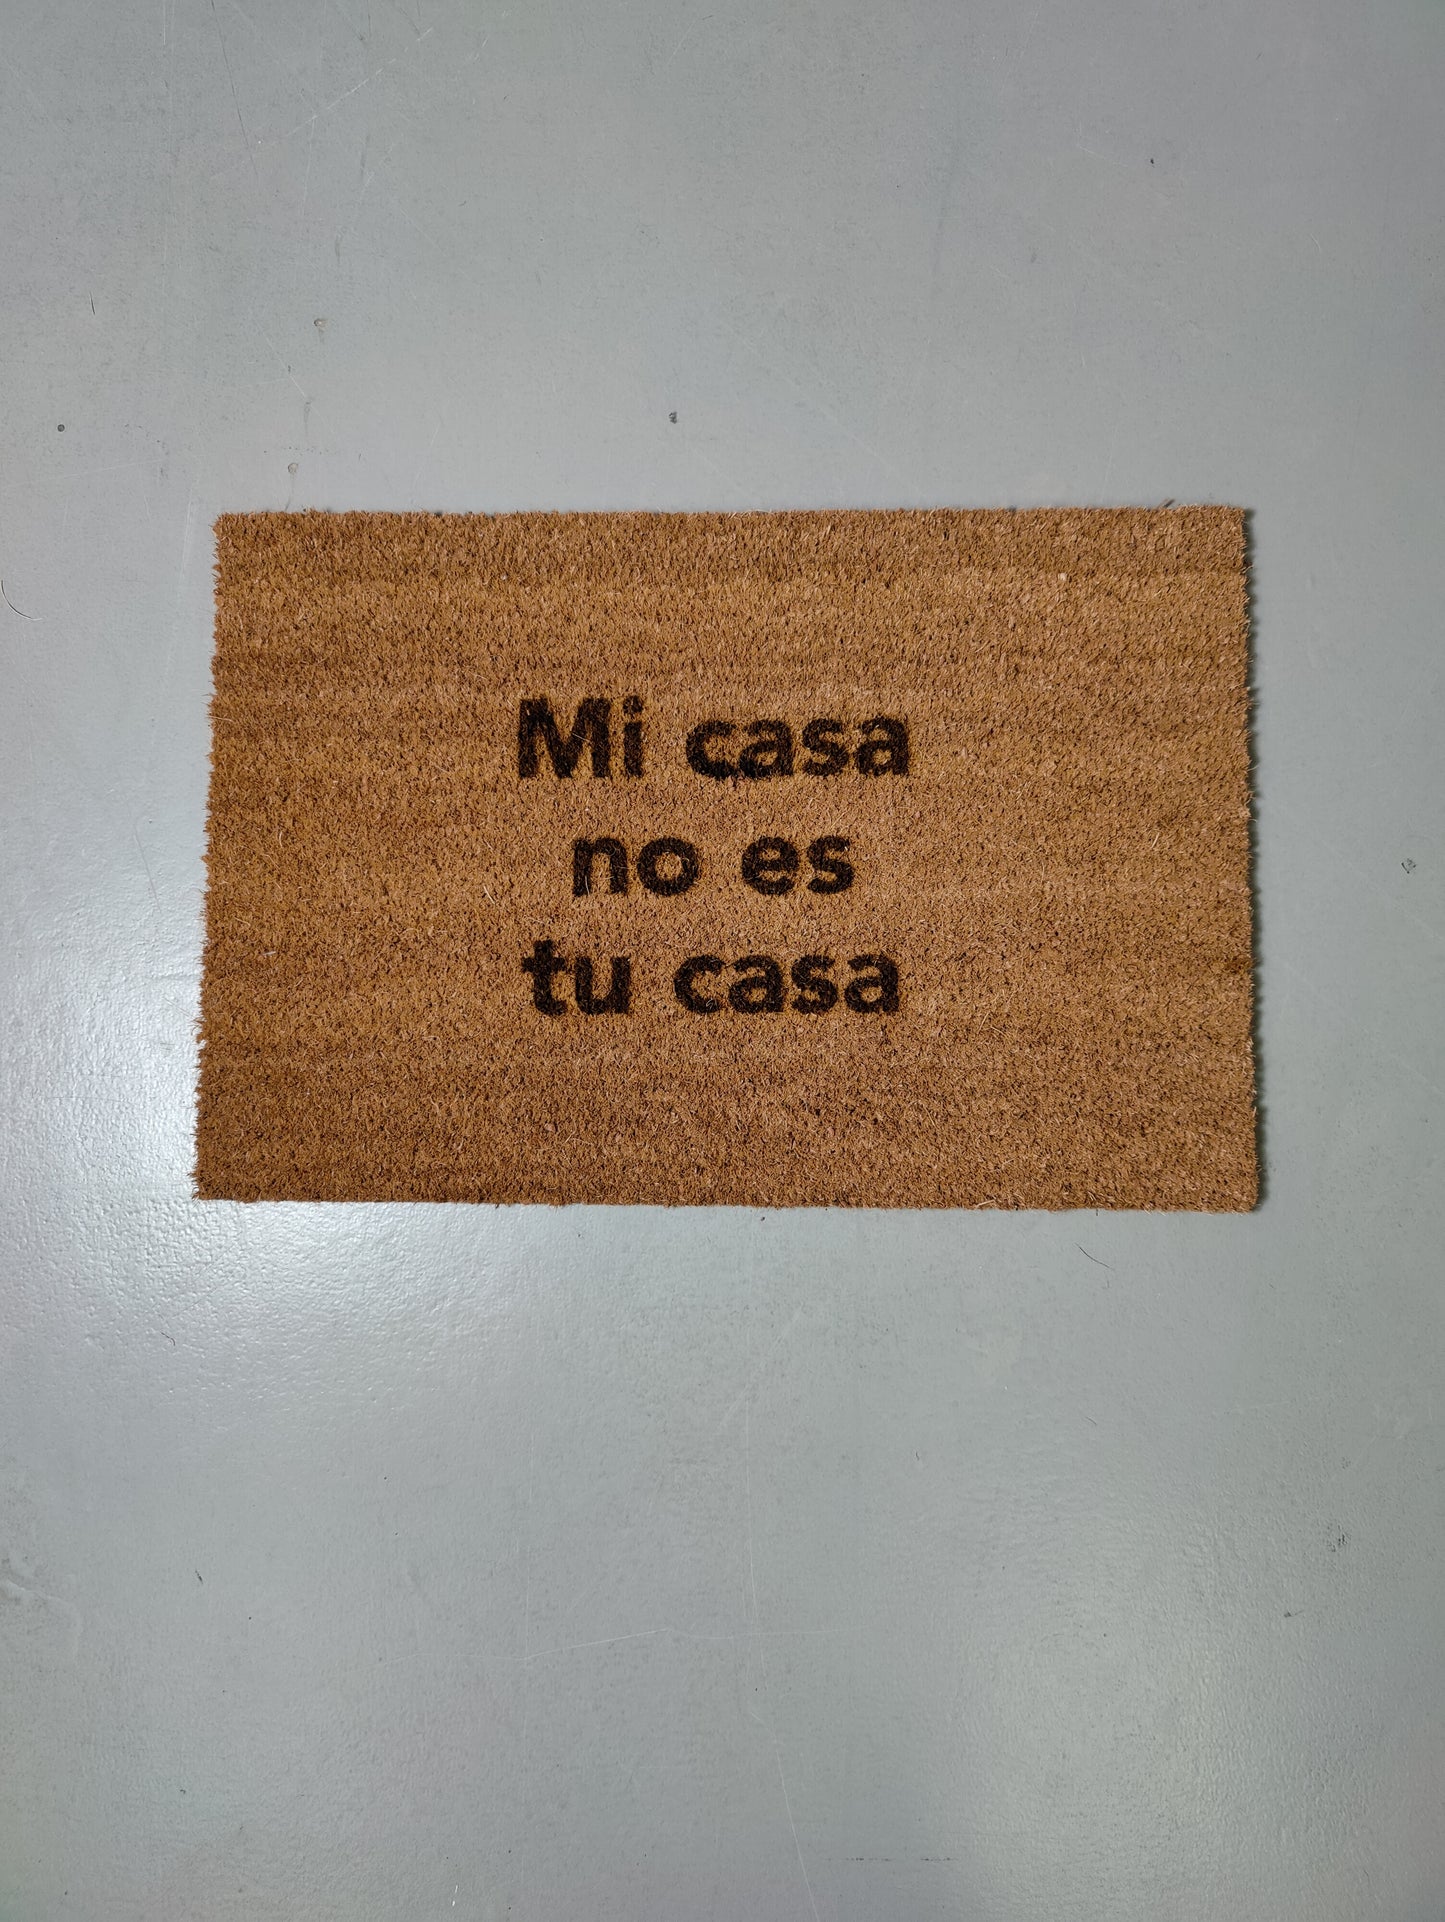 Mi casa
no es
tu casa